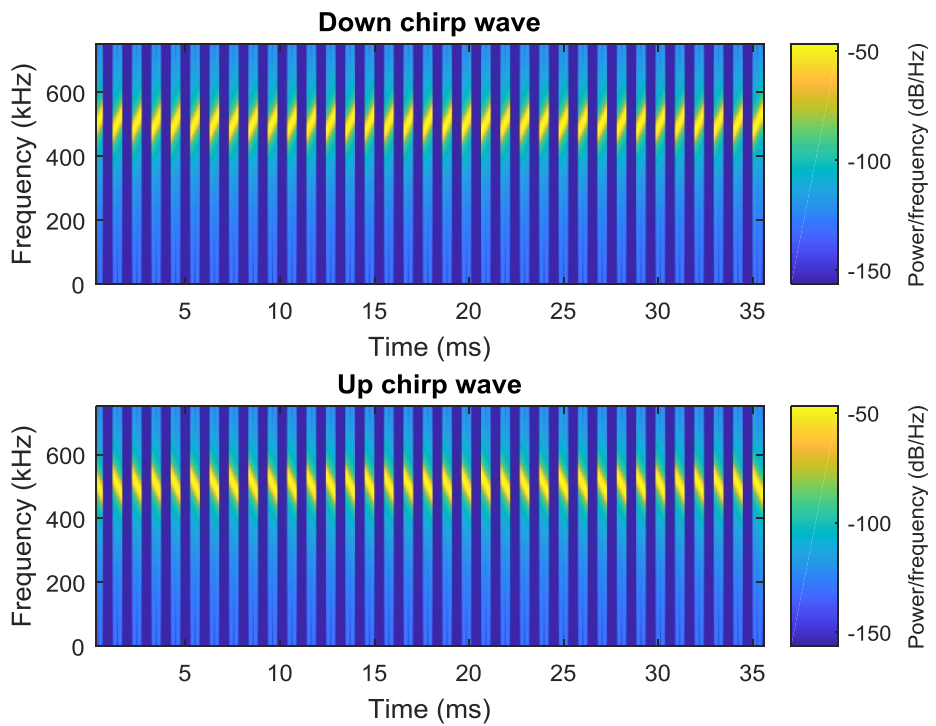 Down chirp wave
Frequency (kHz)
600
400
200
0
5 10 15 20 25 30 35
Time (ms)
-50
-100
-150
Power/frequency (dB/Hz)
Up chirp wave
Frequency (kHz)
600
400
200
0
5 10 15 20 25 30 35
Time (ms)
-50
-100
-150
Power/frequency (dB/Hz)